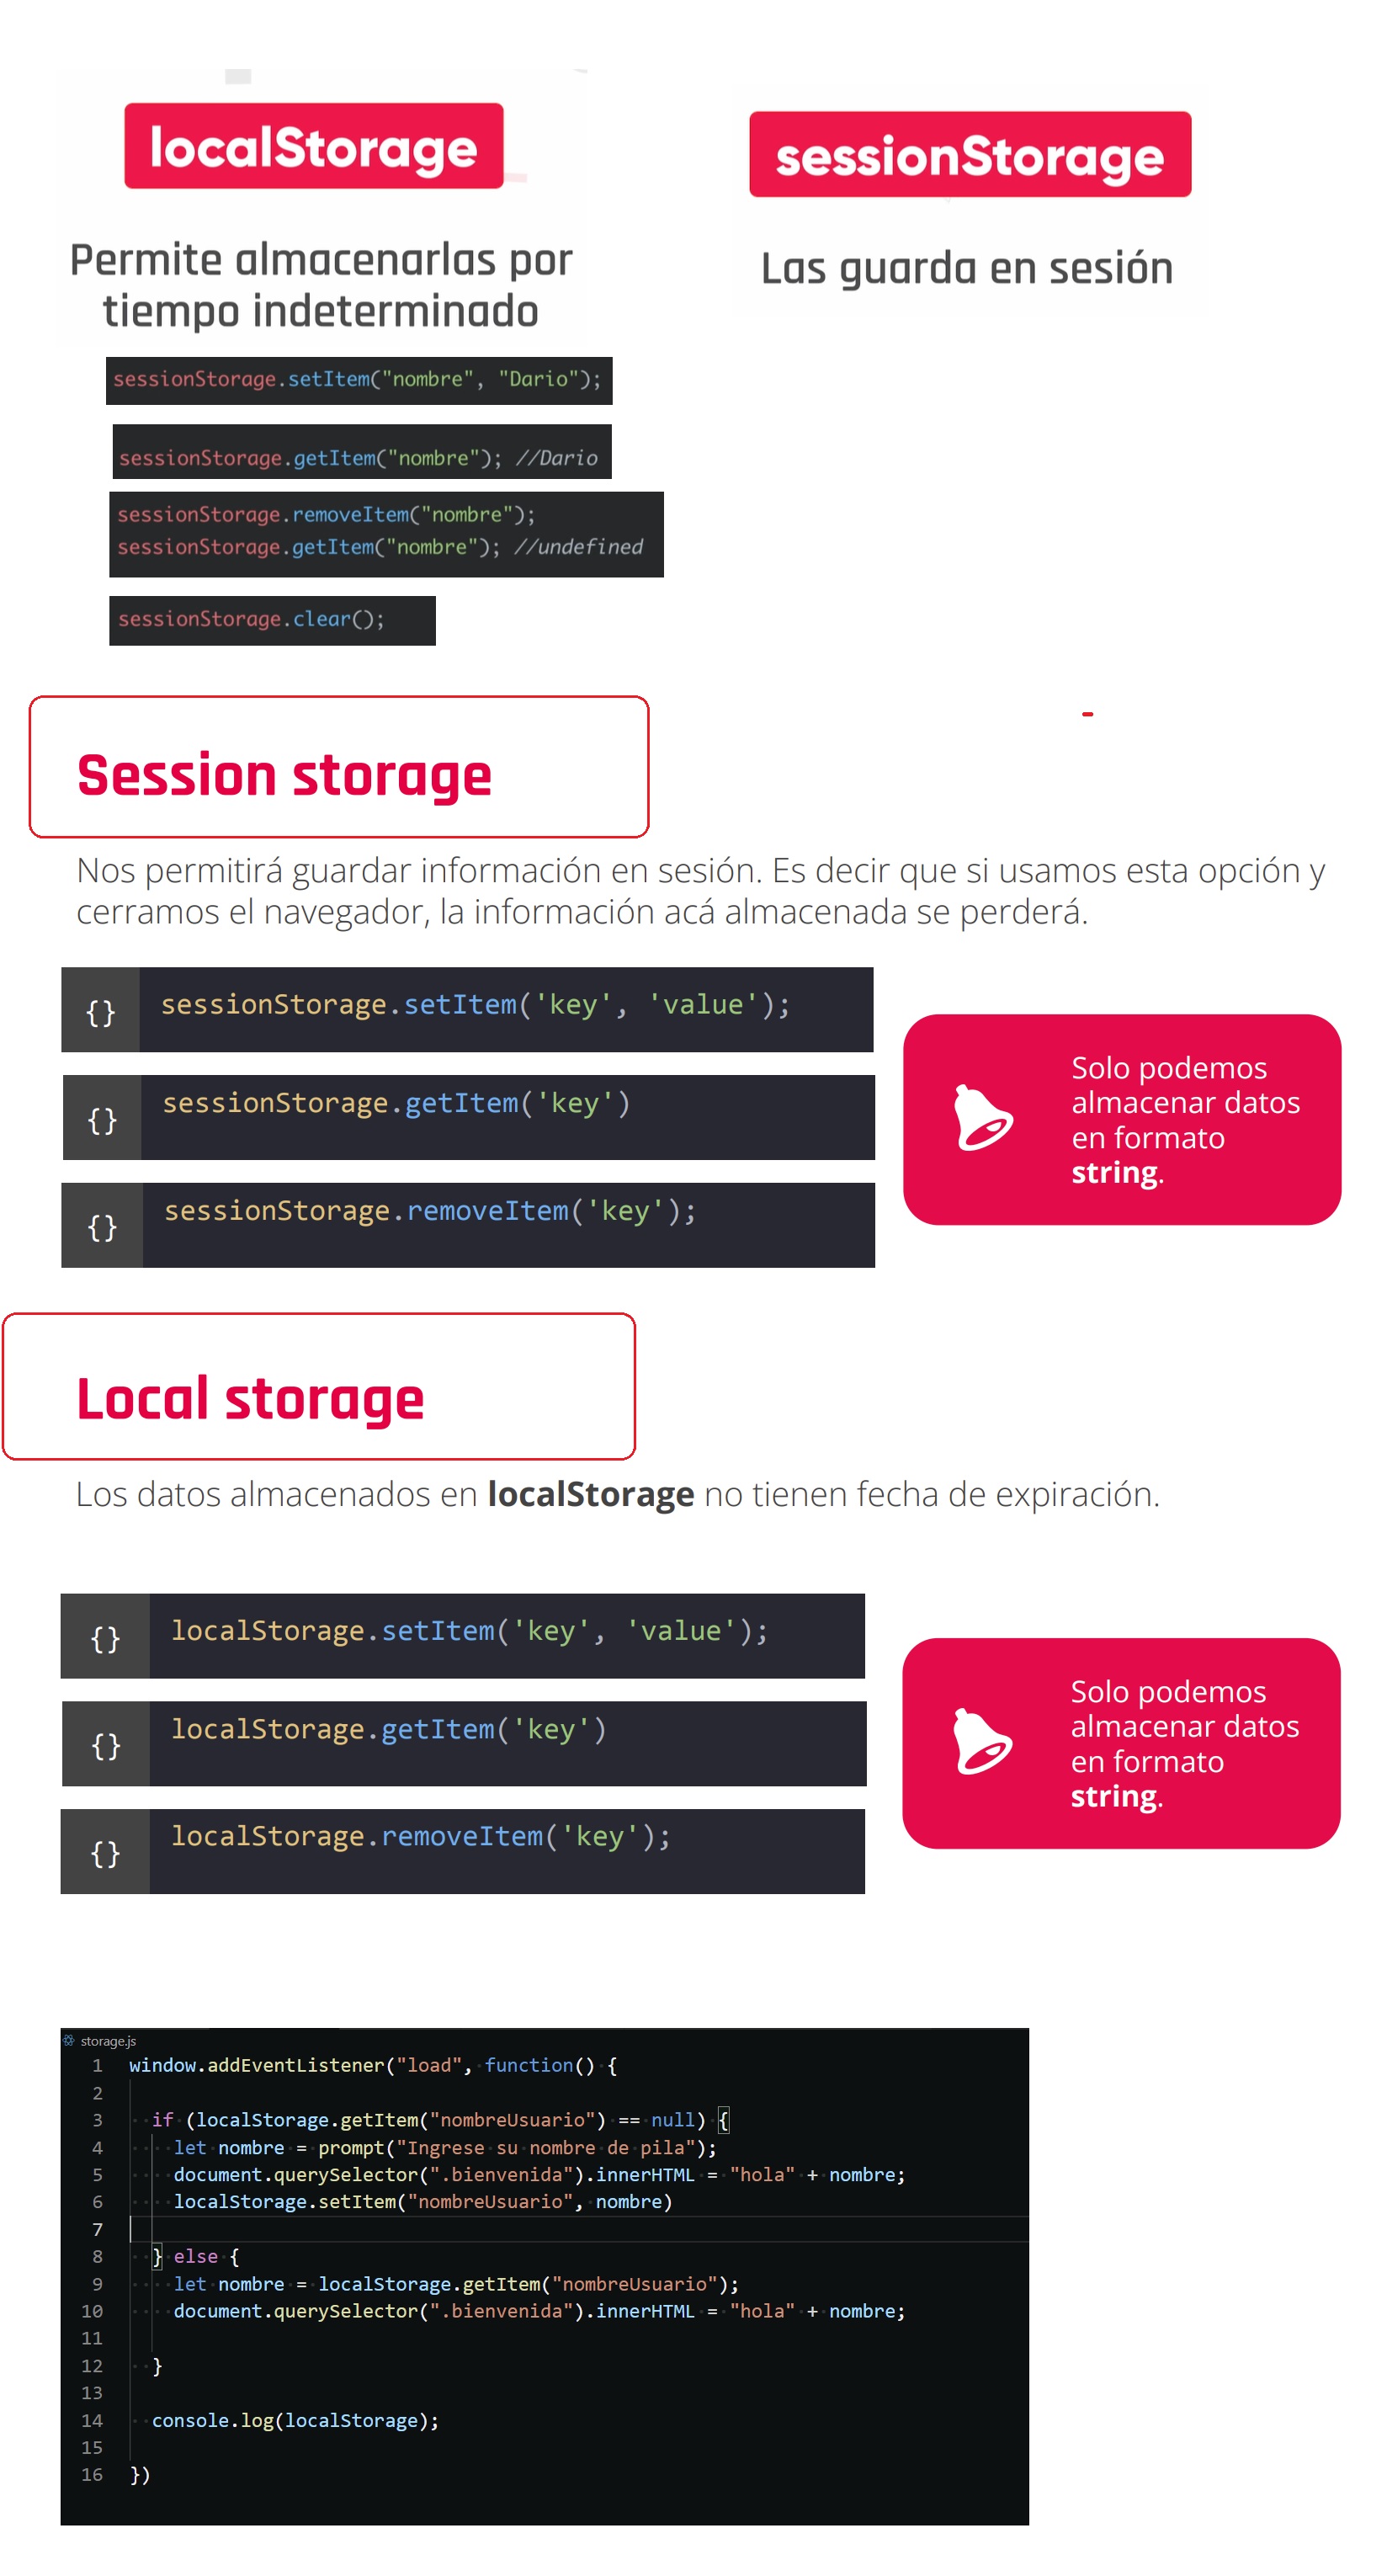 localStorage
Permite almacenarlas por
tiempo indeterminado
sessionStorage
Las guarda en sesión
sessionStorage.setItem("nombre", "Dario");
sessionStorage.getItem("nombre"); //Dario
sessionStorage.removeItem("nombre");
sessionStorage.getItem("nombre"); //undefined
sessionStorage.clear();
Session storage
Nos permitirá guardar información en sesión. Es decir que si usamos esta opción y
cerramos el navegador, la información acá almacenada se perderá.
{} sessionStorage.setItem('key', 'value');
{} sessionStorage.getItem('key')
{} sessionStorage.removeItem('key');
Solo podemos
almacenar datos
en formato
string.
Local storage
Los datos almacenados en localStorage no tienen fecha de expiración.
{} localStorage.setItem('key', 'value');
{} localStorage.getItem('key')
{} localStorage.removeItem('key');
Solo podemos
almacenar datos
en formato
string.
storage.js
1 window.addEventListener("load", function() {
2
3 if (localStorage.getItem("nombreUsuario") == null) {
4 let nombre = prompt("Ingrese su nombre de pila");
5 document.querySelector(".bienvenida").innerHTML = "hola" + nombre;
6 localStorage.setItem("nombreUsuario", nombre)
7
8 } else {
9 let nombre = localStorage.getItem("nombreUsuario");
10 document.querySelector(".bienvenida").innerHTML = "hola" + nombre;
11
12 }
13
14 console.log(localStorage);
15
16 })